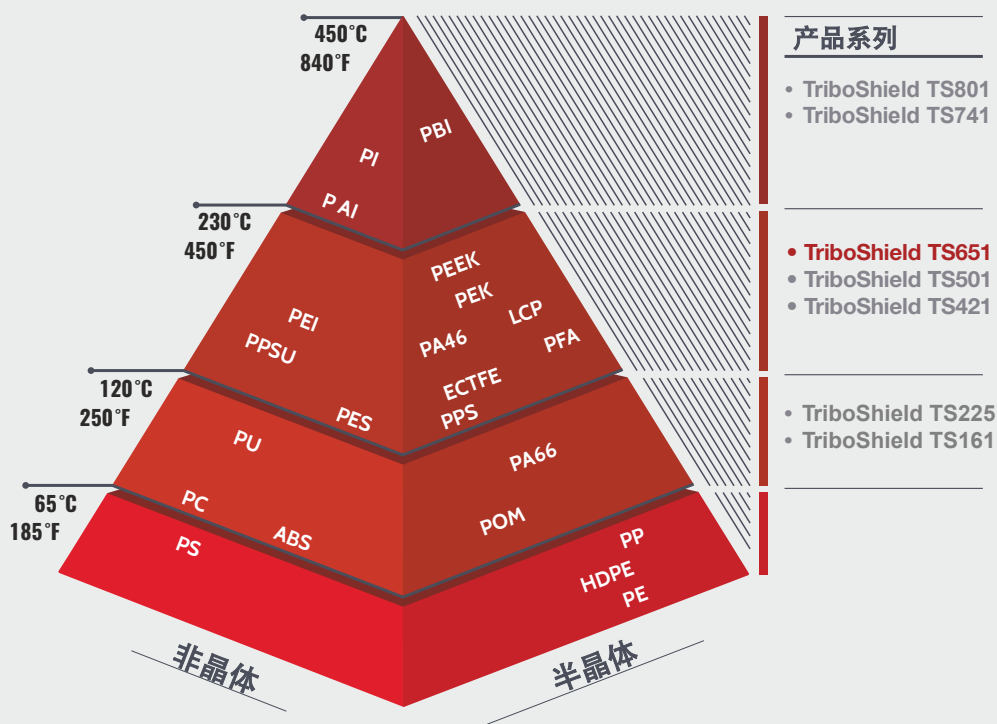 450°C
840°F
产品系列
• TriboShield TS801
• TriboShield TS741
PBI
PI
P AI
230°C
450°F
• TriboShield TS651
• TriboShield TS501
• TriboShield TS421
PEEK
PEK
LCP
PEI
PA46
PFA
PPSU
ECTFE
PES
PPS
120°C
250°F
• TriboShield TS225
• TriboShield TS161
PU
PA66
PC
POM
ABS
65°C
185°F
PS
PP
HDPE
PE
非晶体
半晶体